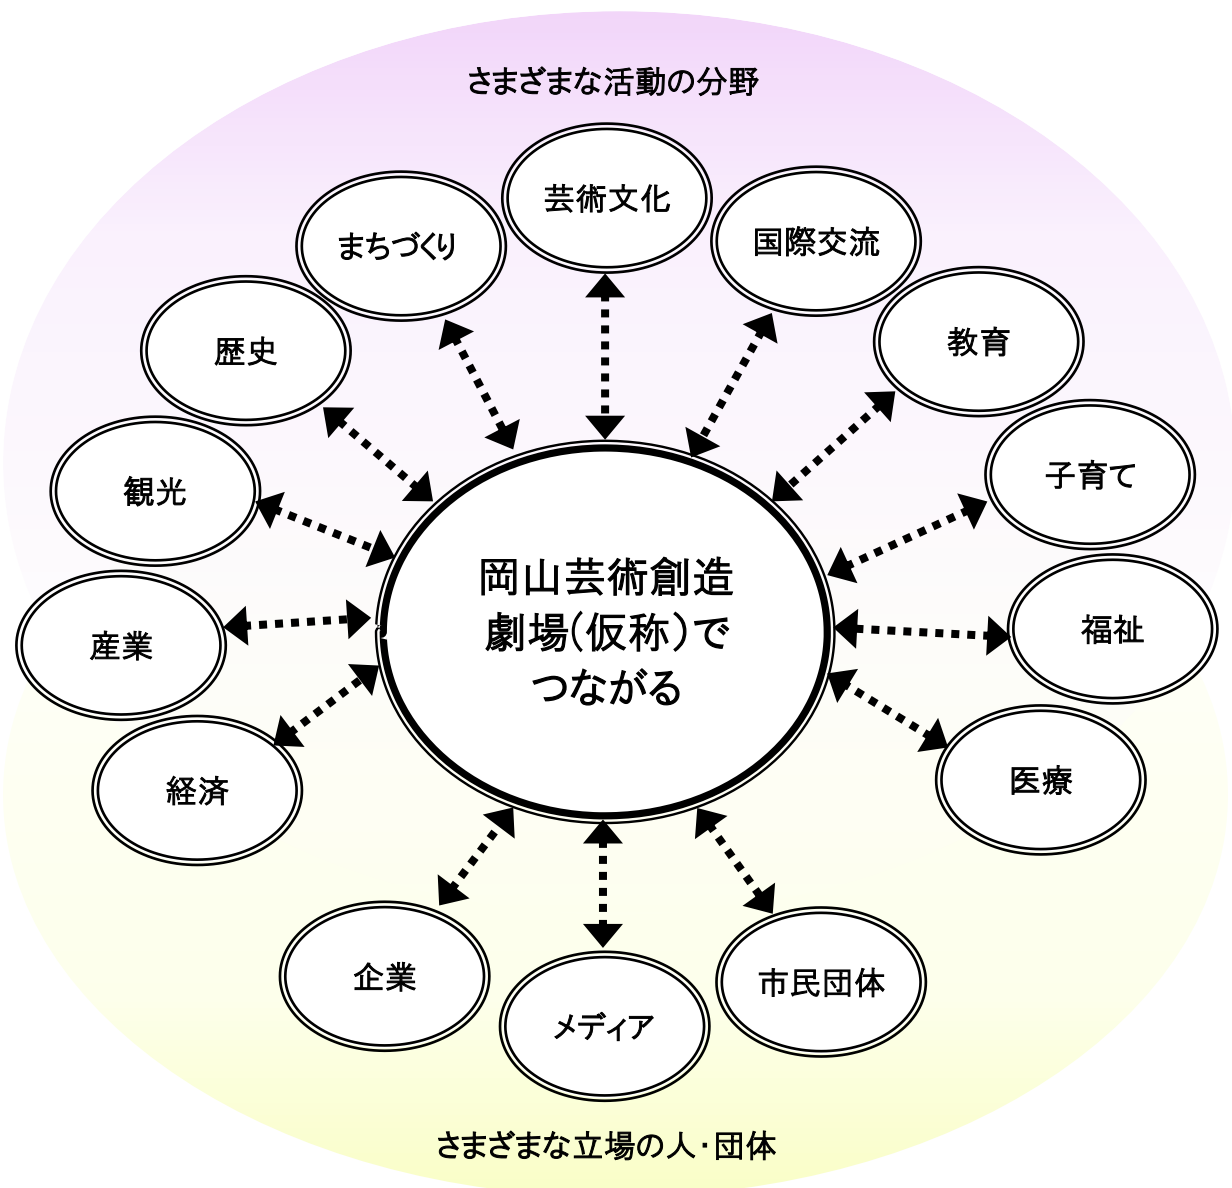 さまざまな活動の分野
芸術文化
まちづくり
国際交流
歴史
教育
観光
子育て
岡山芸術創造
劇場(仮称)で
つながる
産業
福祉
経済
医療
企業
メディア
市民団体
さまざまな立場の人・団体